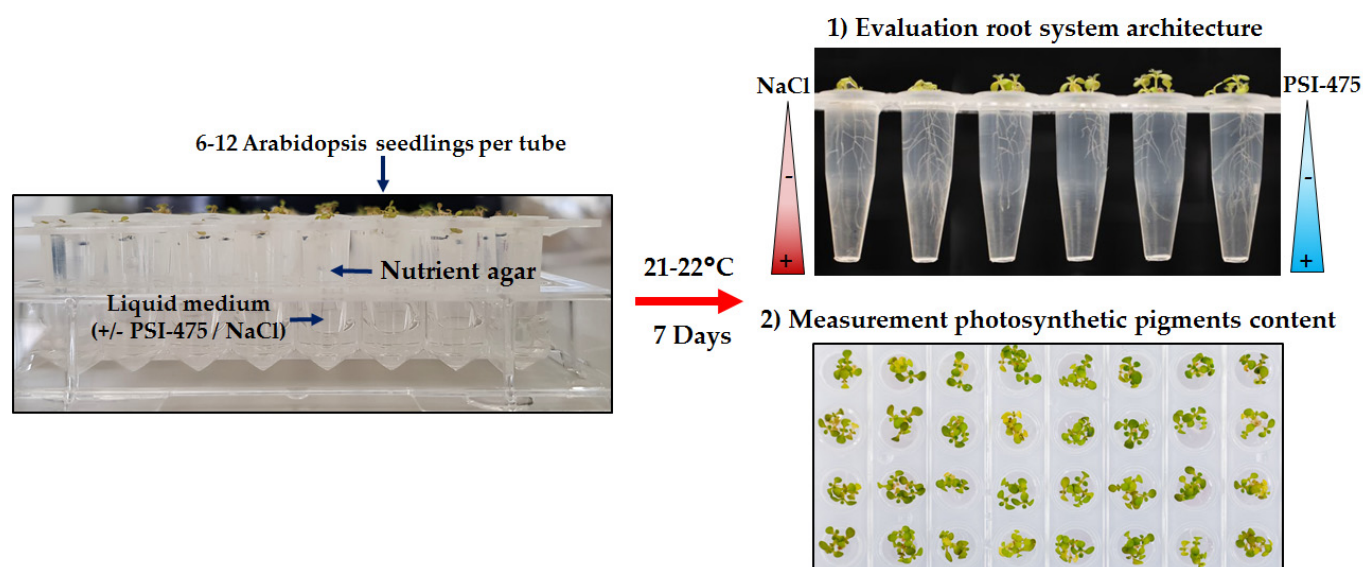 6-12 Arabidopsis seedlings per tube
Nutrient agar
Liquid medium
(+/- PSI-475 / NaCl)
21-22°C
7 Days
1) Evaluation root system architecture
NaCl
-
+
PSI-475
-
+
2) Measurement photosynthetic pigments content